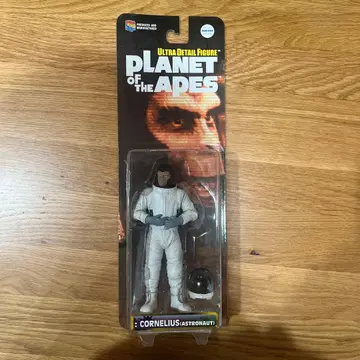 ULTRA DETAIL FIGURE
PLANET
OF THE APES
: CORNELIUS (ASTRONAUT)